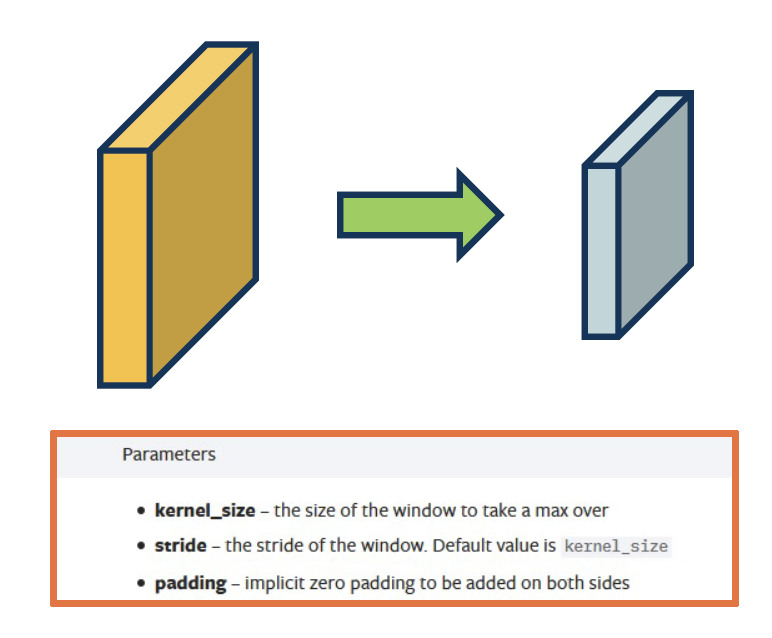 Parameters
• kernel_size – the size of the window to take a max over
• stride – the stride of the window. Default value is kernel_size
• padding – implicit zero padding to be added on both sides